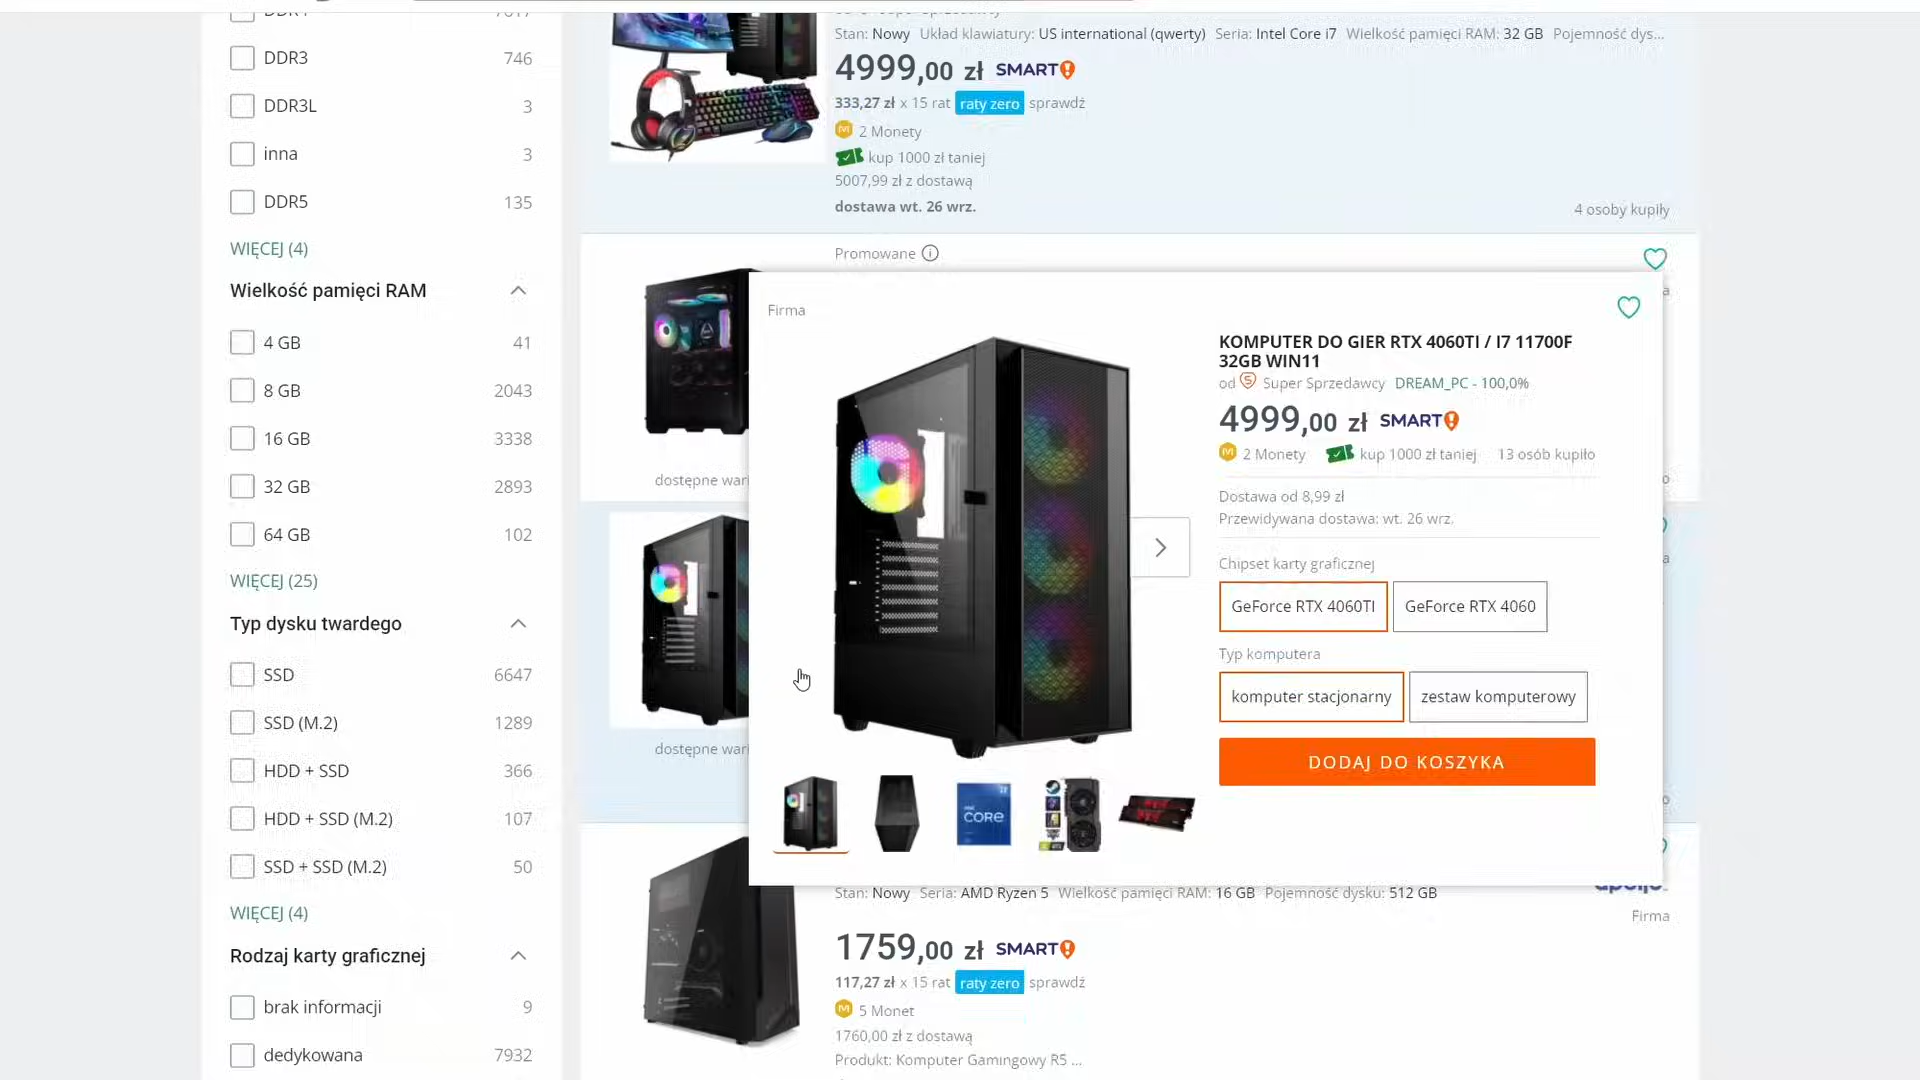 DDR3
746
DDR3L
3
inna
3
DDR5
135
WIĘCEJ (4)
Wielkość pamięci RAM
4 GB
41
8 GB
2043
16 GB
3338
32 GB
2893
64 GB
102
WIĘCEJ (25)
Typ dysku twardego
SSD
6647
SSD (M.2)
1289
HDD + SSD
366
HDD + SSD (M.2)
107
SSD + SSD (M.2)
50
WIĘCEJ (4)
Rodzaj karty graficznej
brak informacji
9
dedykowana
7932
Stan: Nowy Układ klawiatury: US international (qwerty) Seria: Intel Core i7 Wielkość pamięci RAM: 32 GB Pojemność dys...
4999,00 zł SMART!
333,27 zł x 15 rat raty zero sprawdź
2 Monety
kup 1000 zł taniej
5007,99 zł z dostawą
dostawa wt. 26 wrz.
4 osoby kupiły
Promowane
dostępne wari
dostępne wari
Firma
KOMPUTER DO GIER RTX 4060TI / I7 11700F
32GB WIN11
od Super Sprzedawcy DREAM_PC - 100,0%
4999,00 zł SMART!
2 Monety kup 1000 zł taniej 13 osób kupiło
Dostawa od 8,99 zł
Przewidywana dostawa: wt. 26 wrz.
Chipset karty graficznej
GeForce RTX 4060TI
GeForce RTX 4060
Typ komputera
komputer stacjonarny
zestaw komputerowy
DODAJ DO KOSZYKA
CORE
Stan: Nowy Seria: AMD Ryzen 5 Wielkość pamięci RAM: 16 GB Pojemność dysku: 512 GB
Firma
1759,00 zł SMART!
117,27 zł x 15 rat raty zero sprawdź
5 Monet
1760,00 zł z dostawą
Produkt: Komputer Gamingowy R5 ...